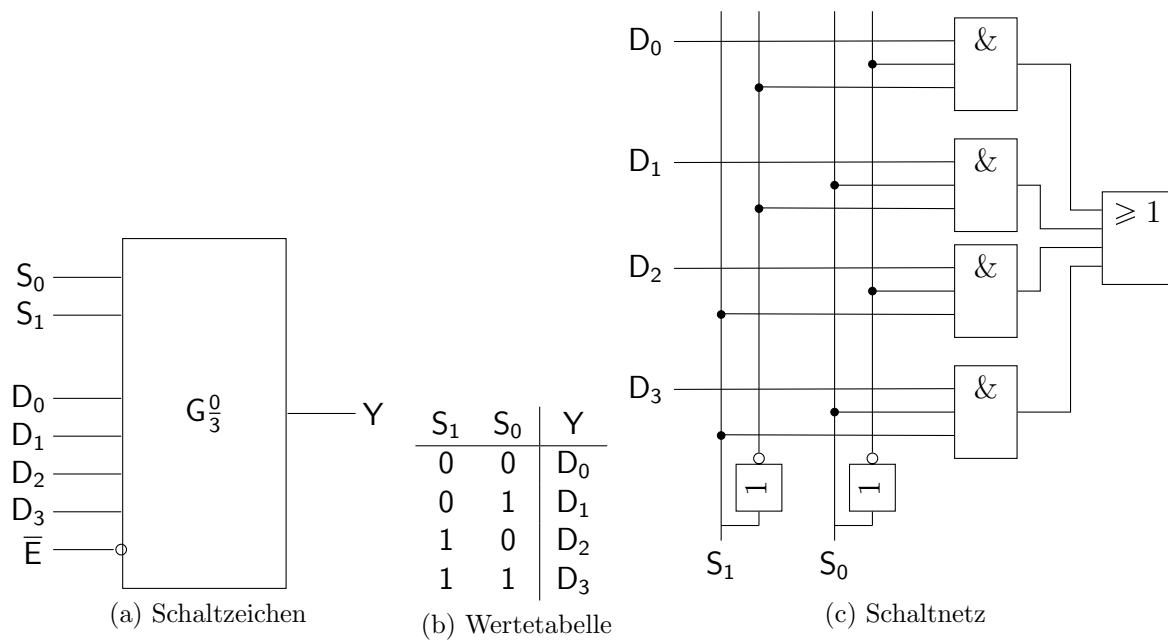 S₀
S₁
D₀
D₁
D₂
D₃
E̅
G 0/3
Y
(a) Schaltzeichen
S₁ S₀ Y
0 0 D₀
0 1 D₁
1 0 D₂
1 1 D₃
(b) Wertetabelle
D₀ &
D₁ &
⩾ 1
D₂ &
D₃ &
1 1
S₁ S₀
(c) Schaltnetz